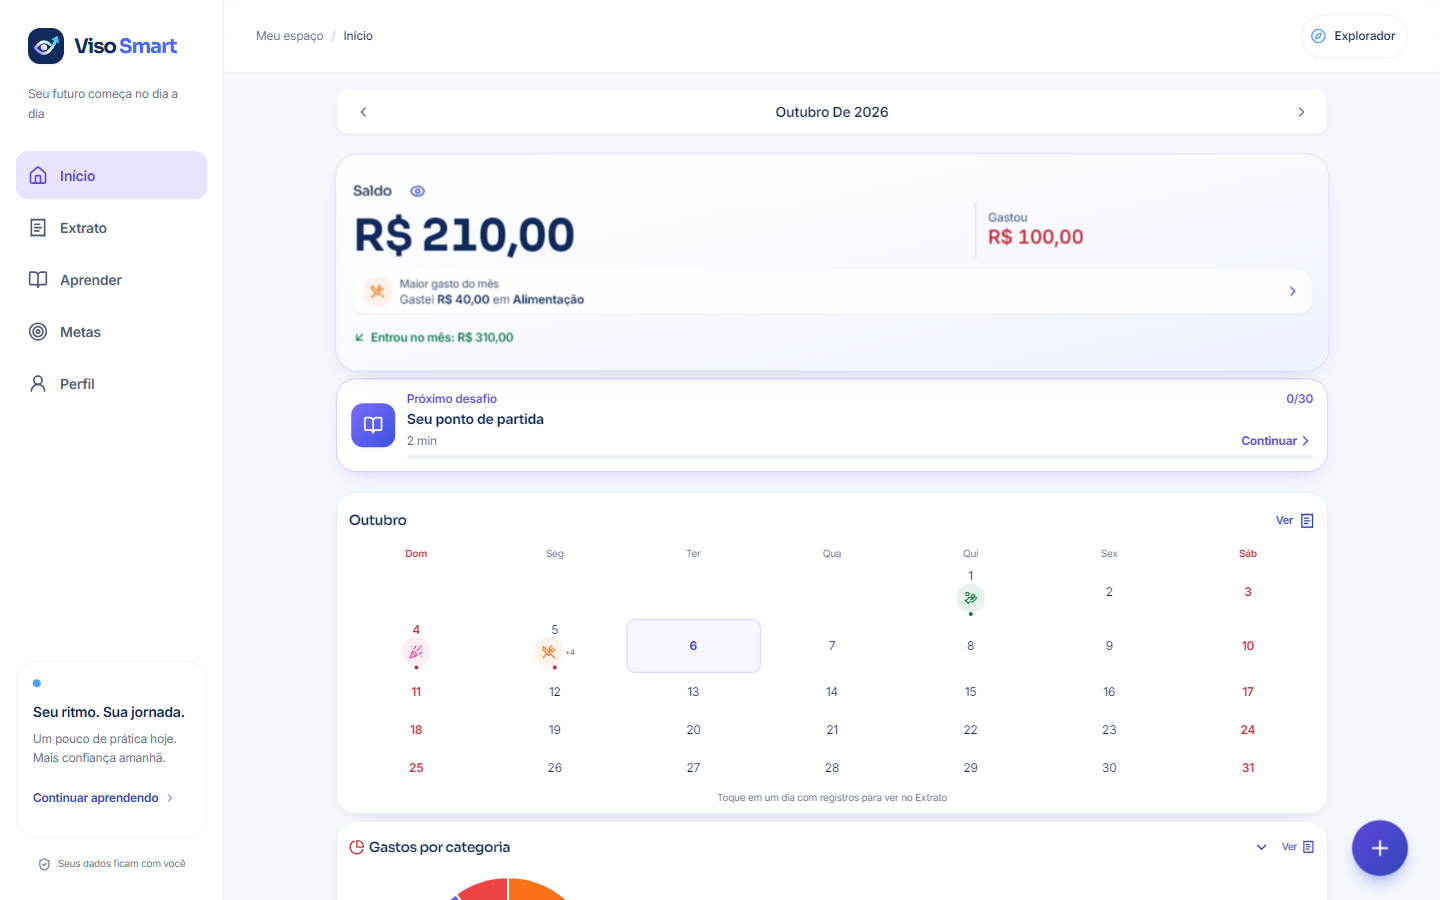 Viso Smart
Seu futuro começa no dia a
dia
Início
Extrato
Aprender
Metas
Perfil
Seu ritmo. Sua jornada.
Um pouco de prática hoje.
Mais confiança amanhã.
Continuar aprendendo
Seus dados ficam com você
Meu espaço / Início
Explorador
Outubro De 2026
Saldo
R$ 210,00
Gastou
R$ 100,00
Maior gasto do mês
Gastei R$ 40,00 em Alimentação
Entrou no mês: R$ 310,00
Próximo desafio
0/30
Seu ponto de partida
2 min
Continuar
Outubro
Ver
Dom Seg Ter Qua Qui Sex Sáb
1 2 3
4 5 +4 6 7 8 9 10
11 12 13 14 15 16 17
18 19 20 21 22 23 24
25 26 27 28 29 30 31
Toque em um dia com registros para ver no Extrato
Gastos por categoria
Ver